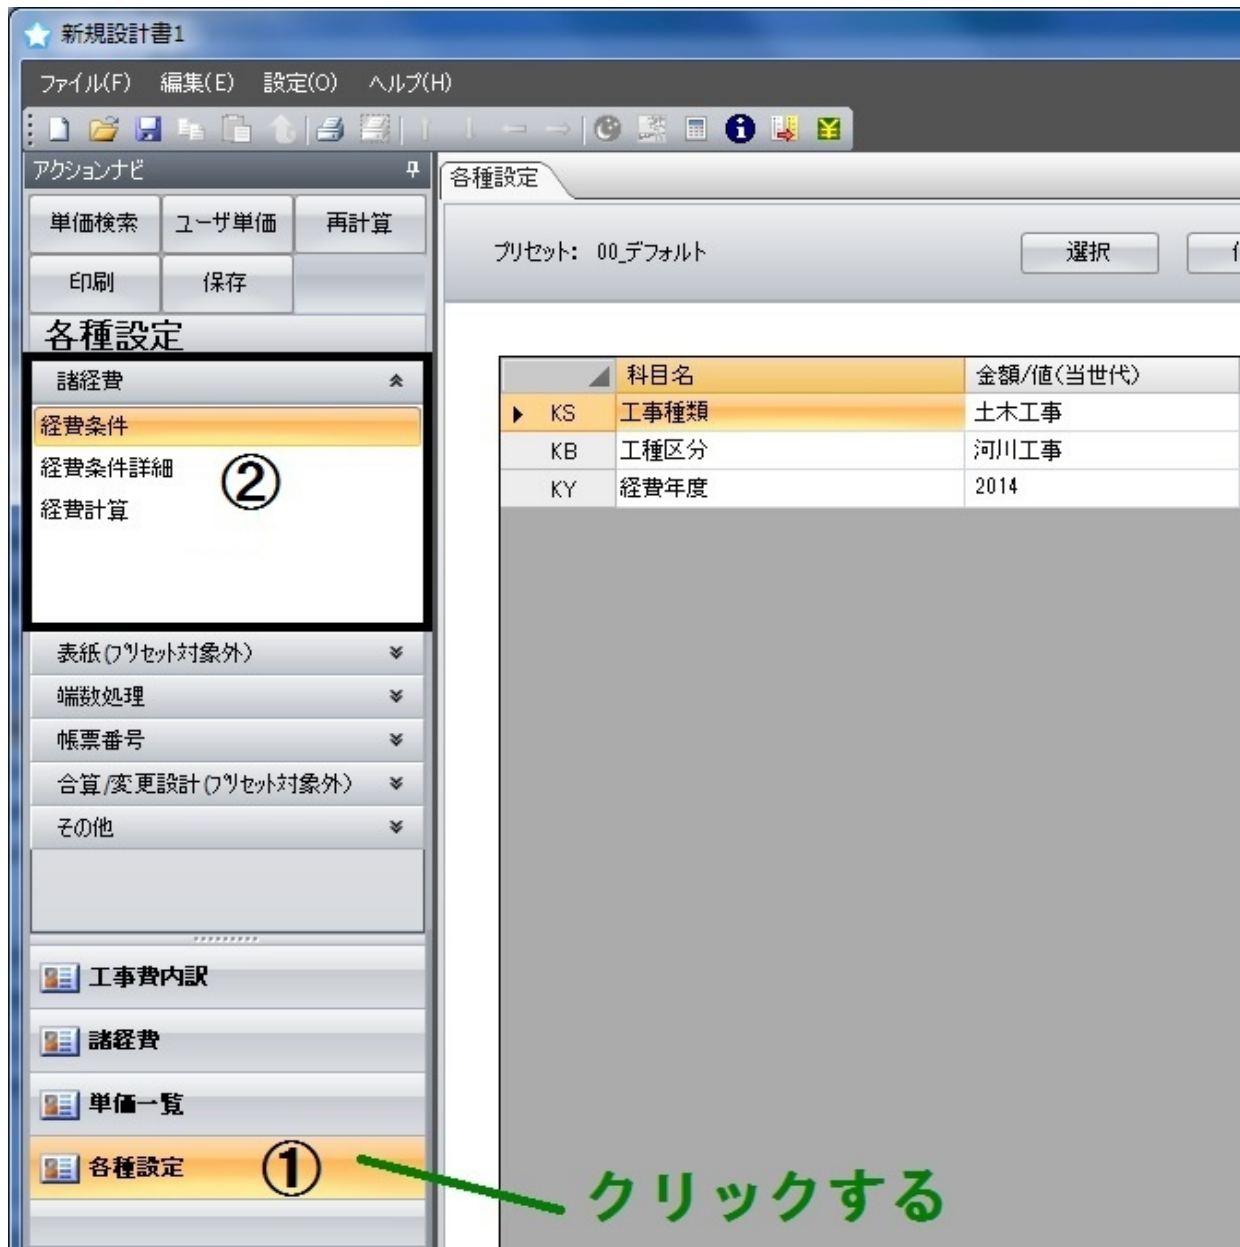 新規設計書1
ファイル(F) 編集(E) 設定(O) ヘルプ(H)
アクションナビ
単価検索 ユーザ単価 再計算
印刷 保存
各種設定
諸経費
経費条件
経費条件詳細
経費計算
②
表紙(プリセット対象外)
端数処理
帳票番号
合算/変更設計(プリセット対象外)
その他
工事費内訳
諸経費
単価一覧
各種設定 ①
各種設定
プリセット: 00_デフォルト 選択
科目名 金額/値(当世代)
KS 工事種類 土木工事
KB 工種区分 河川工事
KY 経費年度 2014
クリックする